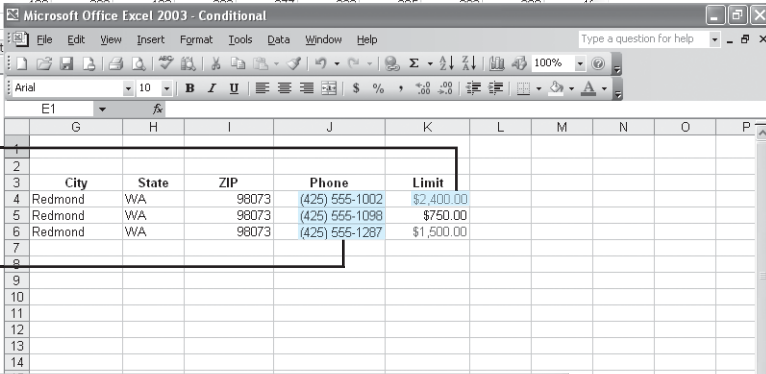 Microsoft Office Excel 2003 - Conditional
File Edit View Insert Format Tools Data Window Help
Type a question for help
100%
Arial 10 B I U $ % ,
E1 fx
G H I J K L M N O P
1
2
3 City State ZIP Phone Limit
4 Redmond WA 98073 (425) 555-1002 $2,400.00
5 Redmond WA 98073 (425) 555-1098 $750.00
6 Redmond WA 98073 (425) 555-1287 $1,500.00
7
8
9
10
11
12
13
14